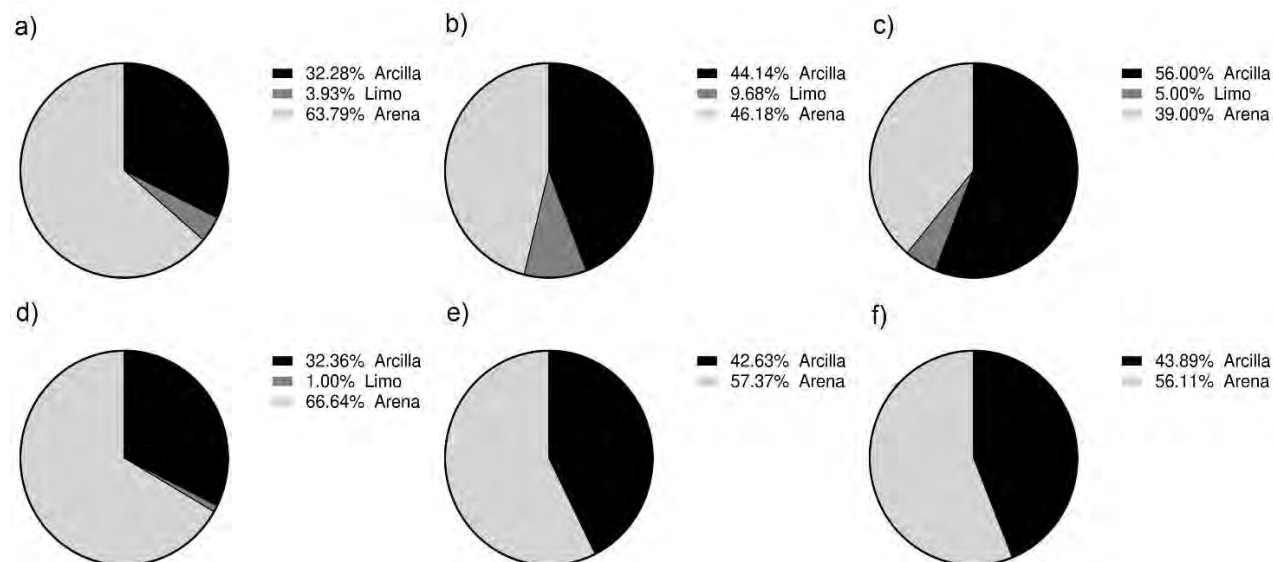 a)
32.28% Arcilla
3.93% Limo
63.79% Arena
b)
44.14% Arcilla
9.68% Limo
46.18% Arena
c)
56.00% Arcilla
5.00% Limo
39.00% Arena
d)
32.36% Arcilla
1.00% Limo
66.64% Arena
e)
42.63% Arcilla
57.37% Arena
f)
43.89% Arcilla
56.11% Arena